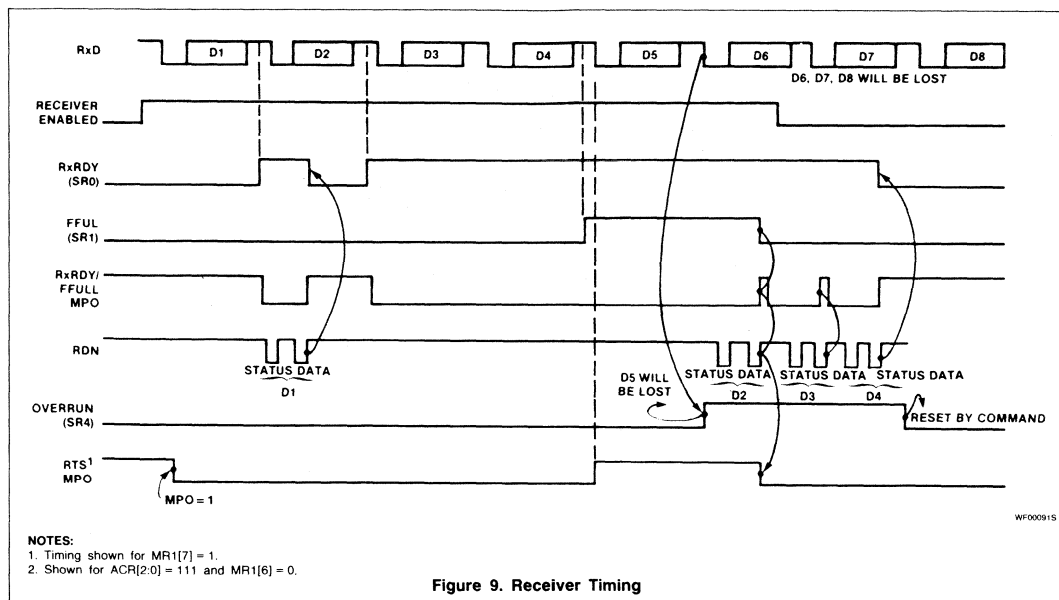 RxD
D1
D2
D3
D4
D5
D6
D7
D8
D6, D7, D8 WILL BE LOST
RECEIVER
ENABLED
RxRDY
(SR0)
FFUL
(SR1)
RxRDY/
FFULL
MPO
RDN
STATUS DATA
D1
STATUS DATA
D2
STATUS DATA
D3
STATUS DATA
D4
D5 WILL
BE LOST
OVERRUN
(SR4)
RESET BY COMMAND
RTS¹
MPO
MPO = 1
WF00091S
NOTES:
1. Timing shown for MR1[7] = 1.
2. Shown for ACR[2:0] = 111 and MR1[6] = 0.
Figure 9. Receiver Timing